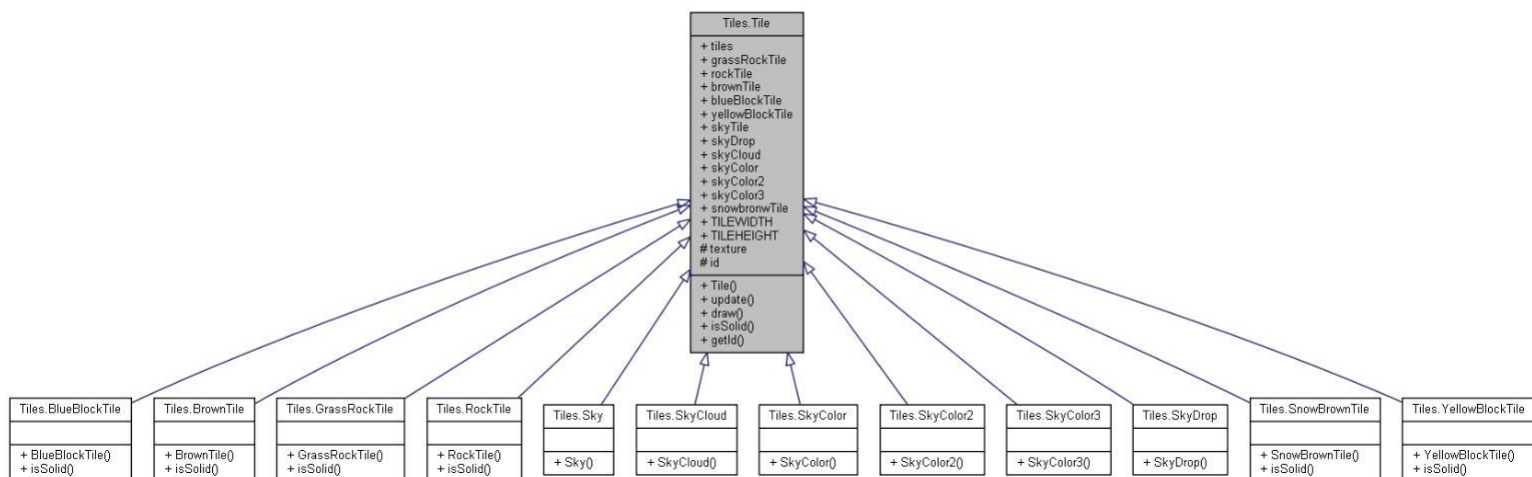 Tiles.Tile
+ tiles
+ grassRockTile
+ rockTile
+ brownTile
+ blueBlockTile
+ yellowBlockTile
+ skyTile
+ skyDrop
+ skyCloud
+ skyColor
+ skyColor2
+ skyColor3
+ snowbronwTile
+ TILEWIDTH
+ TILEHEIGHT
# texture
# id
+ Tile()
+ update()
+ draw()
+ isSolid()
+ getId()
Tiles.BlueBlockTile
+ BlueBlockTile()
+ isSolid()
Tiles.BrownTile
+ BrownTile()
+ isSolid()
Tiles.GrassRockTile
+ GrassRockTile()
+ isSolid()
Tiles.RockTile
+ RockTile()
+ isSolid()
Tiles.Sky
+ Sky()
Tiles.SkyCloud
+ SkyCloud()
Tiles.SkyColor
+ SkyColor()
Tiles.SkyColor2
+ SkyColor2()
Tiles.SkyColor3
+ SkyColor3()
Tiles.SkyDrop
+ SkyDrop()
Tiles.SnowBrownTile
+ SnowBrownTile()
+ isSolid()
Tiles.YellowBlockTile
+ YellowBlockTile()
+ isSolid()